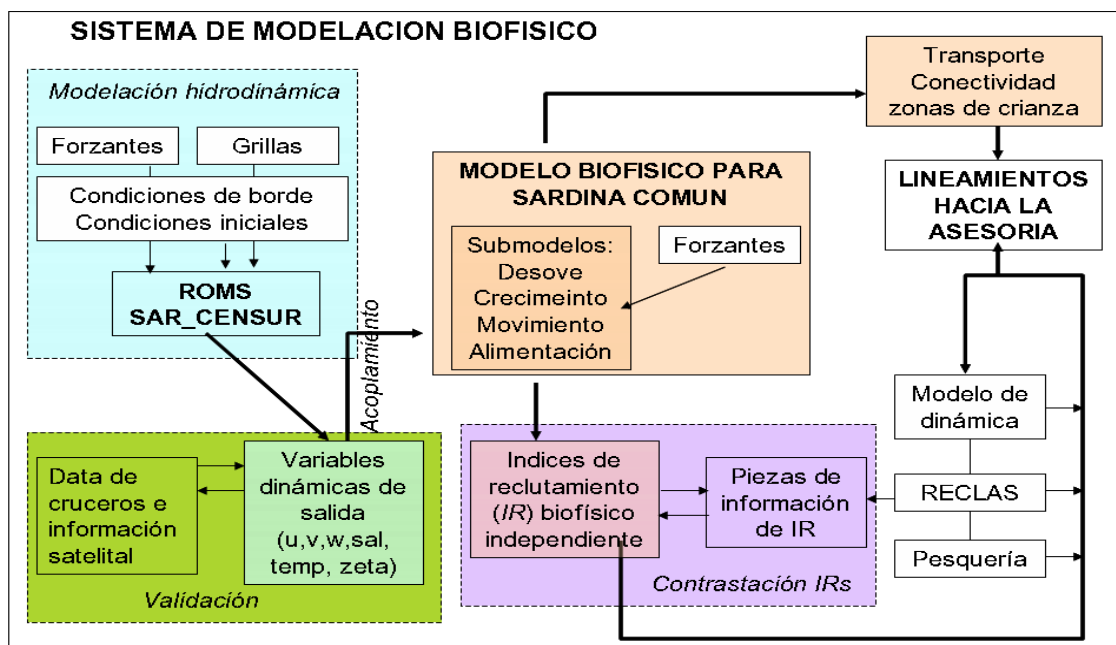 SISTEMA DE MODELACION BIOFISICO
Modelación hidrodinámica
Forzantes
Grillas
Condiciones de borde
Condiciones iniciales
ROMS
SAR_CENSUR
Acoplamiento
Data de
cruceros e
información
satelital
Variables
dinámicas de
salida
(u,v,w,sal,
temp, zeta)
Validación
MODELO BIOFISICO PARA
SARDINA COMUN
Submodelos:
Desove
Crecimeinto
Movimiento
Alimentación
Forzantes
Indices de
reclutamiento
(IR) biofísico
independiente
Piezas de
información
de IR
Contrastación IRs
Transporte
Conectividad
zonas de crianza
LINEAMIENTOS
HACIA LA
ASESORIA
Modelo de
dinámica
RECLAS
Pesquería